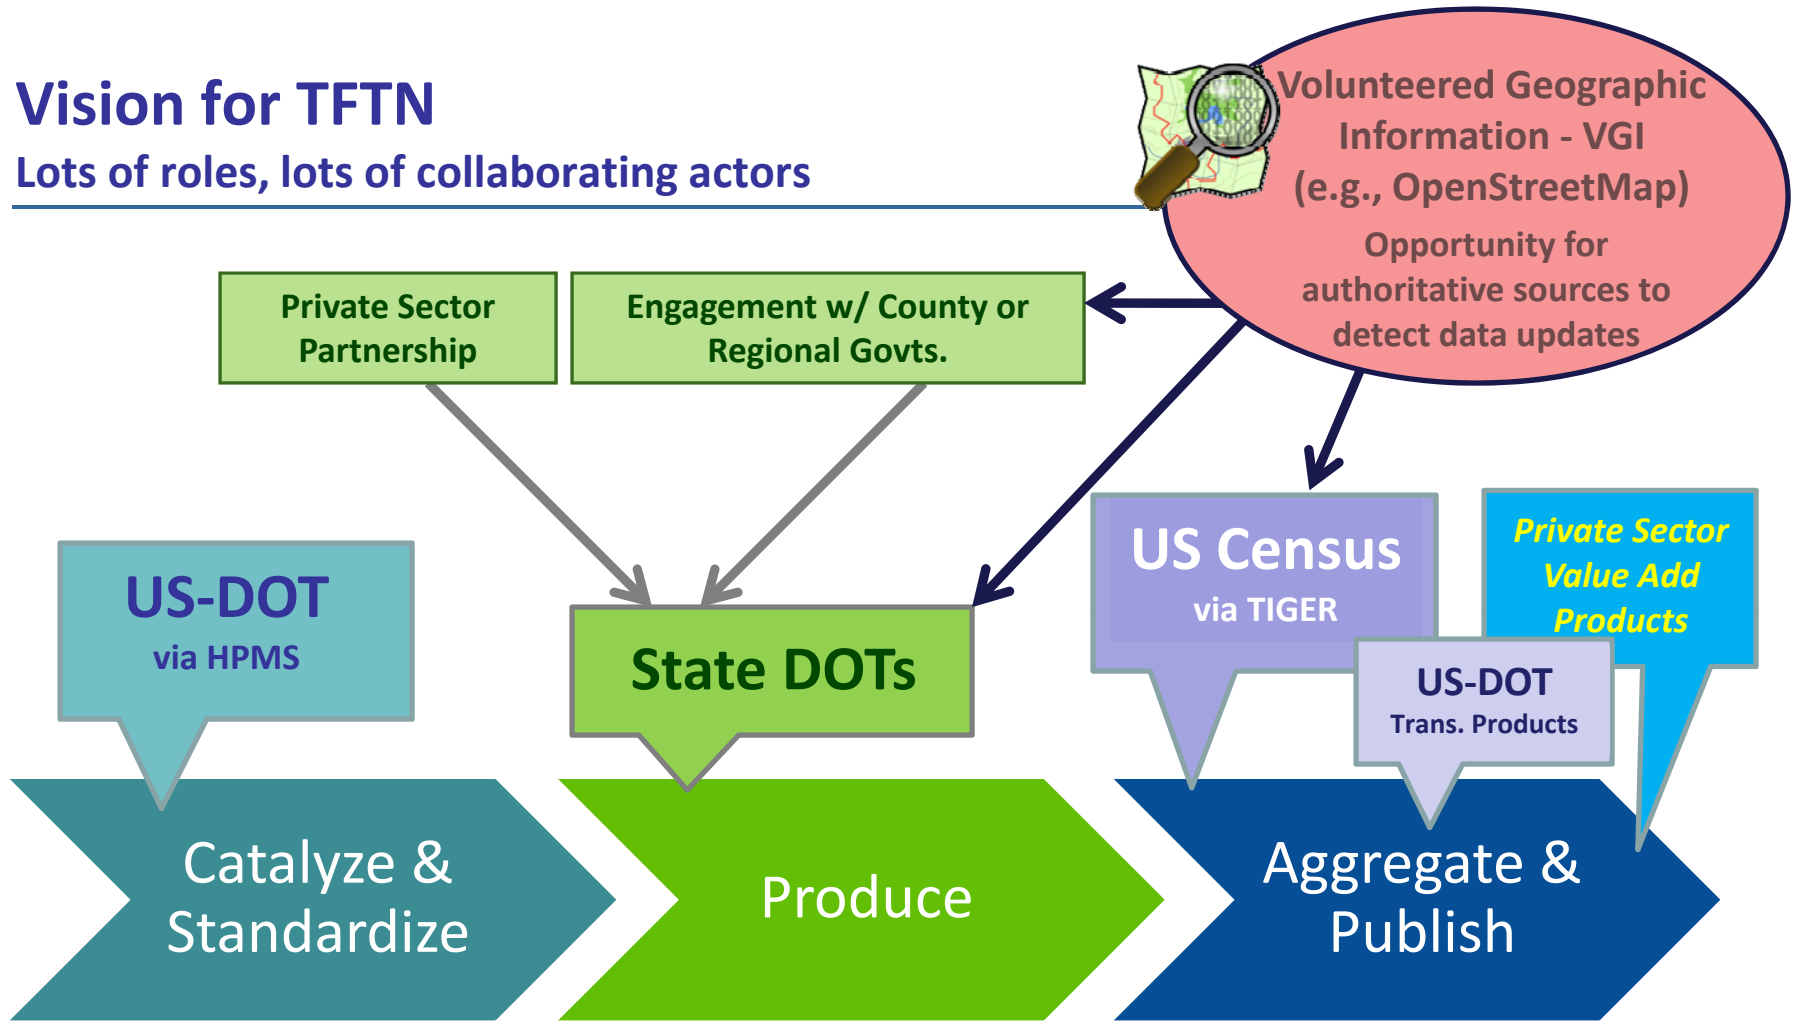 Vision for TFTN
Lots of roles, lots of collaborating actors
Volunteered Geographic
Information - VGI
(e.g., OpenStreetMap)
Opportunity for
authoritative sources to
detect data updates
Private Sector
Partnership
Engagement w/ County or
Regional Govts.
US-DOT
via HPMS
State DOTs
US Census
via TIGER
Private Sector
Value Add
Products
US-DOT
Trans. Products
Catalyze &
Standardize
Produce
Aggregate &
Publish